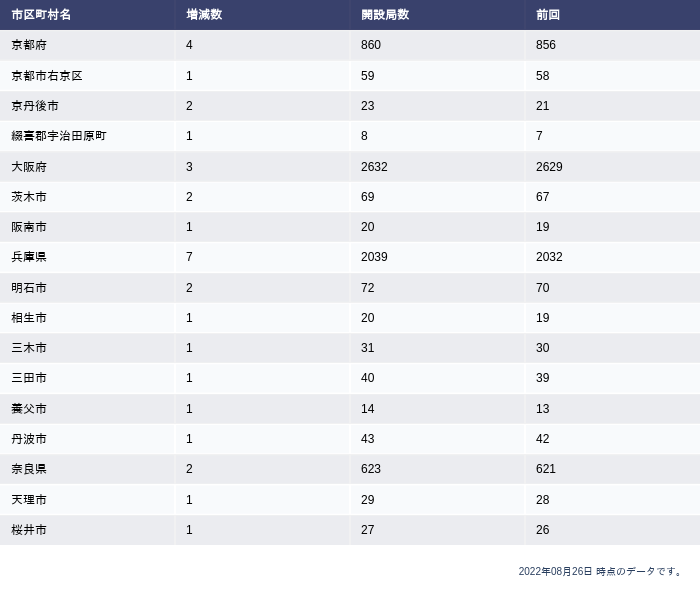 市区町村名 増減数 開設局数 前回
京都府 4 860 856
京都市右京区 1 59 58
京丹後市 2 23 21
綴喜郡宇治田原町 1 8 7
大阪府 3 2632 2629
茨木市 2 69 67
阪南市 1 20 19
兵庫県 7 2039 2032
明石市 2 72 70
相生市 1 20 19
三木市 1 31 30
三田市 1 40 39
養父市 1 14 13
丹波市 1 43 42
奈良県 2 623 621
天理市 1 29 28
桜井市 1 27 26
2022年08月26日 時点のデータです。